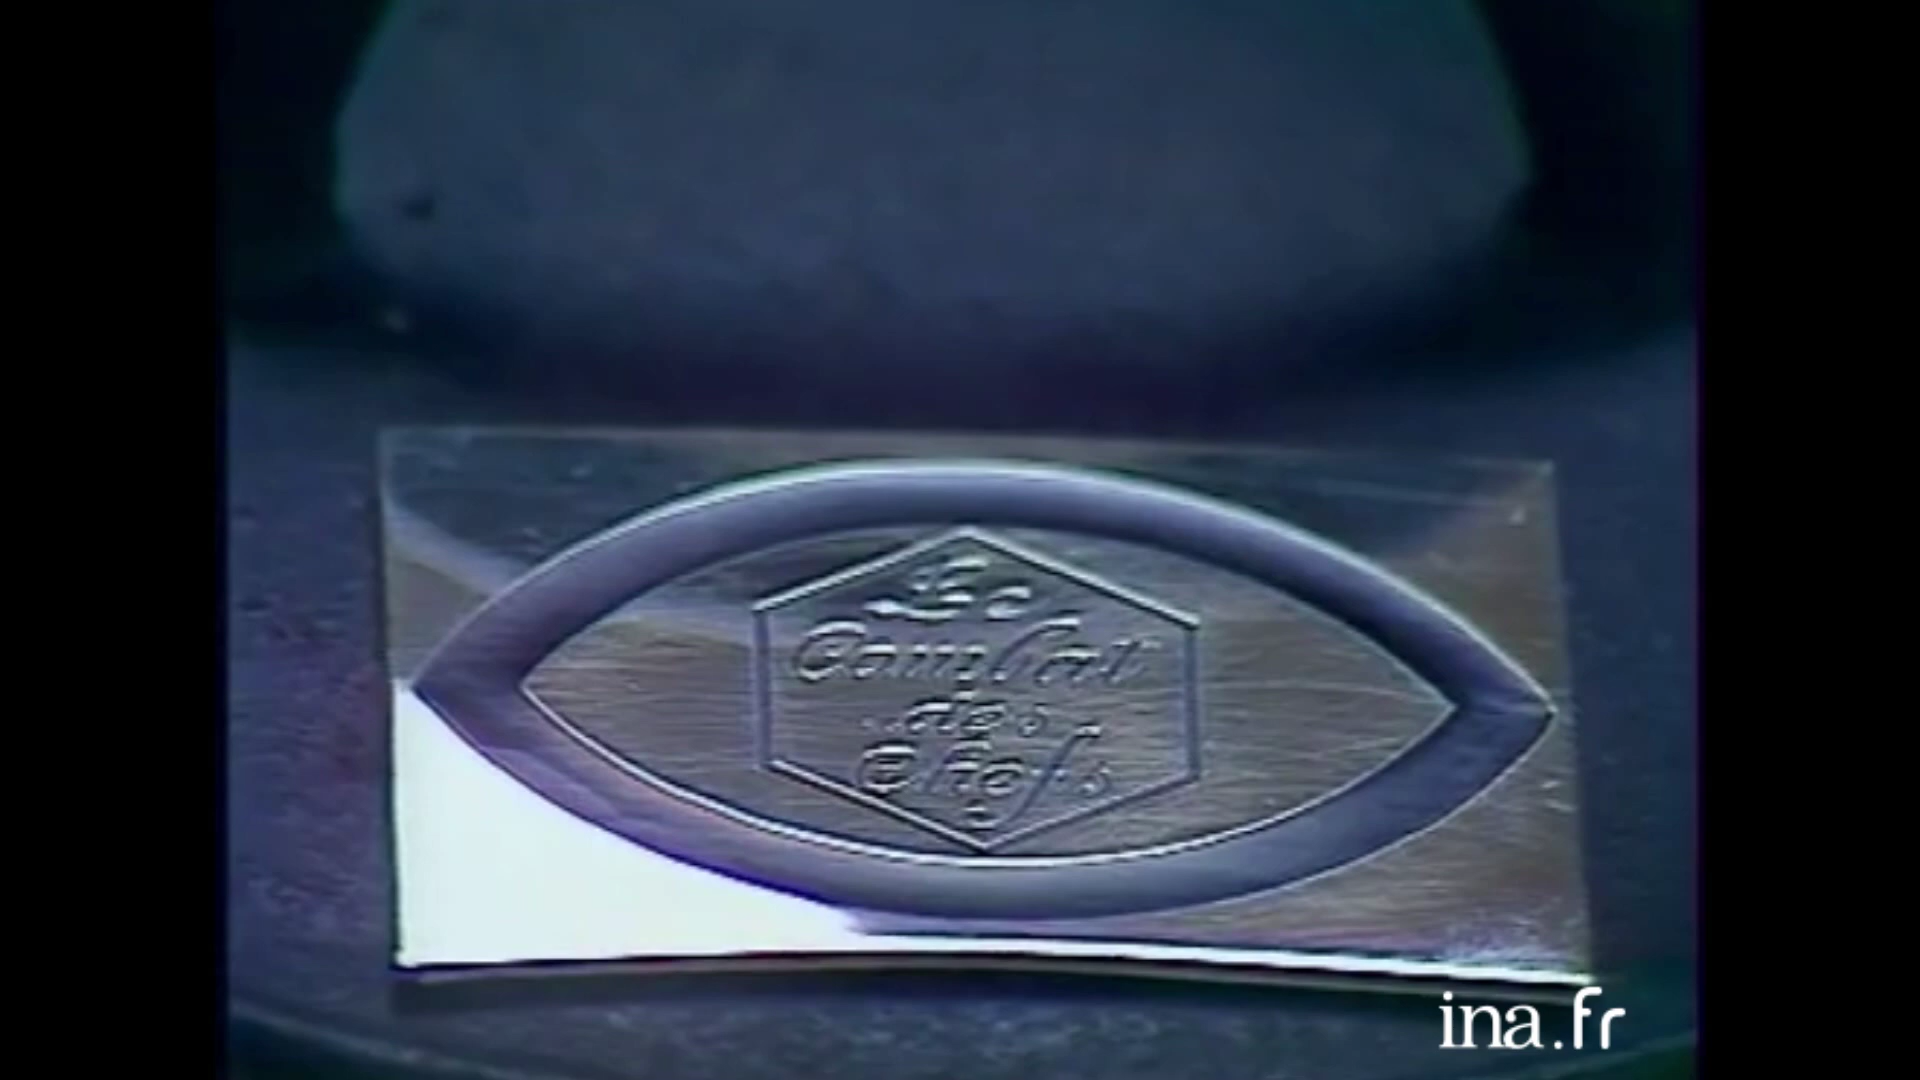 Le
Combat
des
Chefs
ina.fr